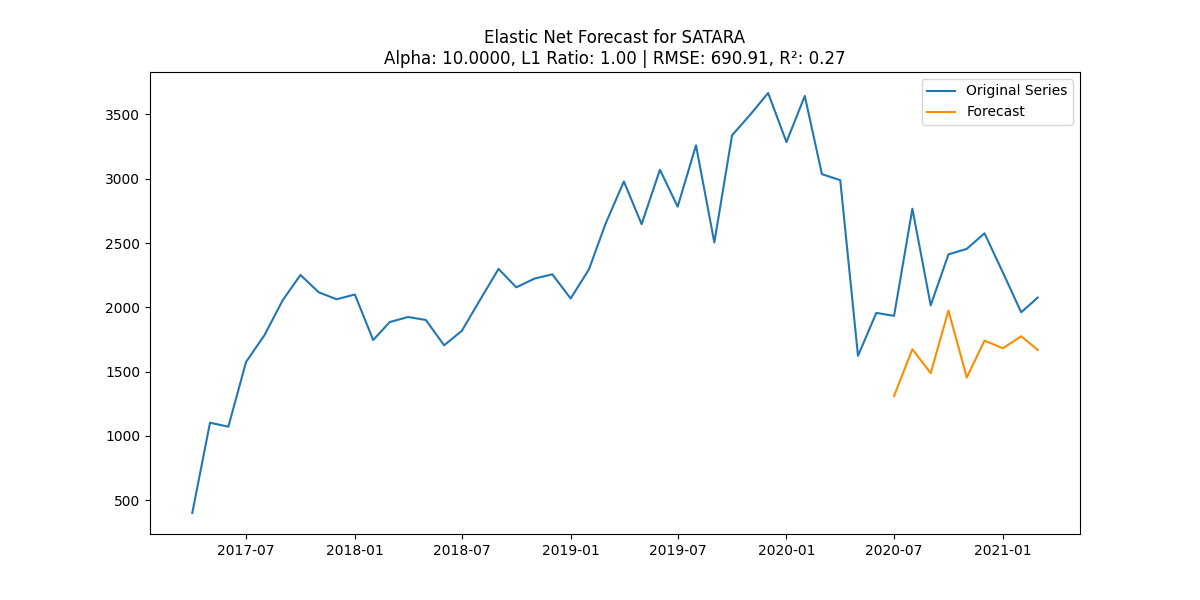 Elastic Net Forecast for SATARA
Alpha: 10.0000, L1 Ratio: 1.00 | RMSE: 690.91, R²: 0.27
Original Series
Forecast
3500
3000
2500
2000
1500
1000
500
2017-07 2018-01 2018-07 2019-01 2019-07 2020-01 2020-07 2021-01